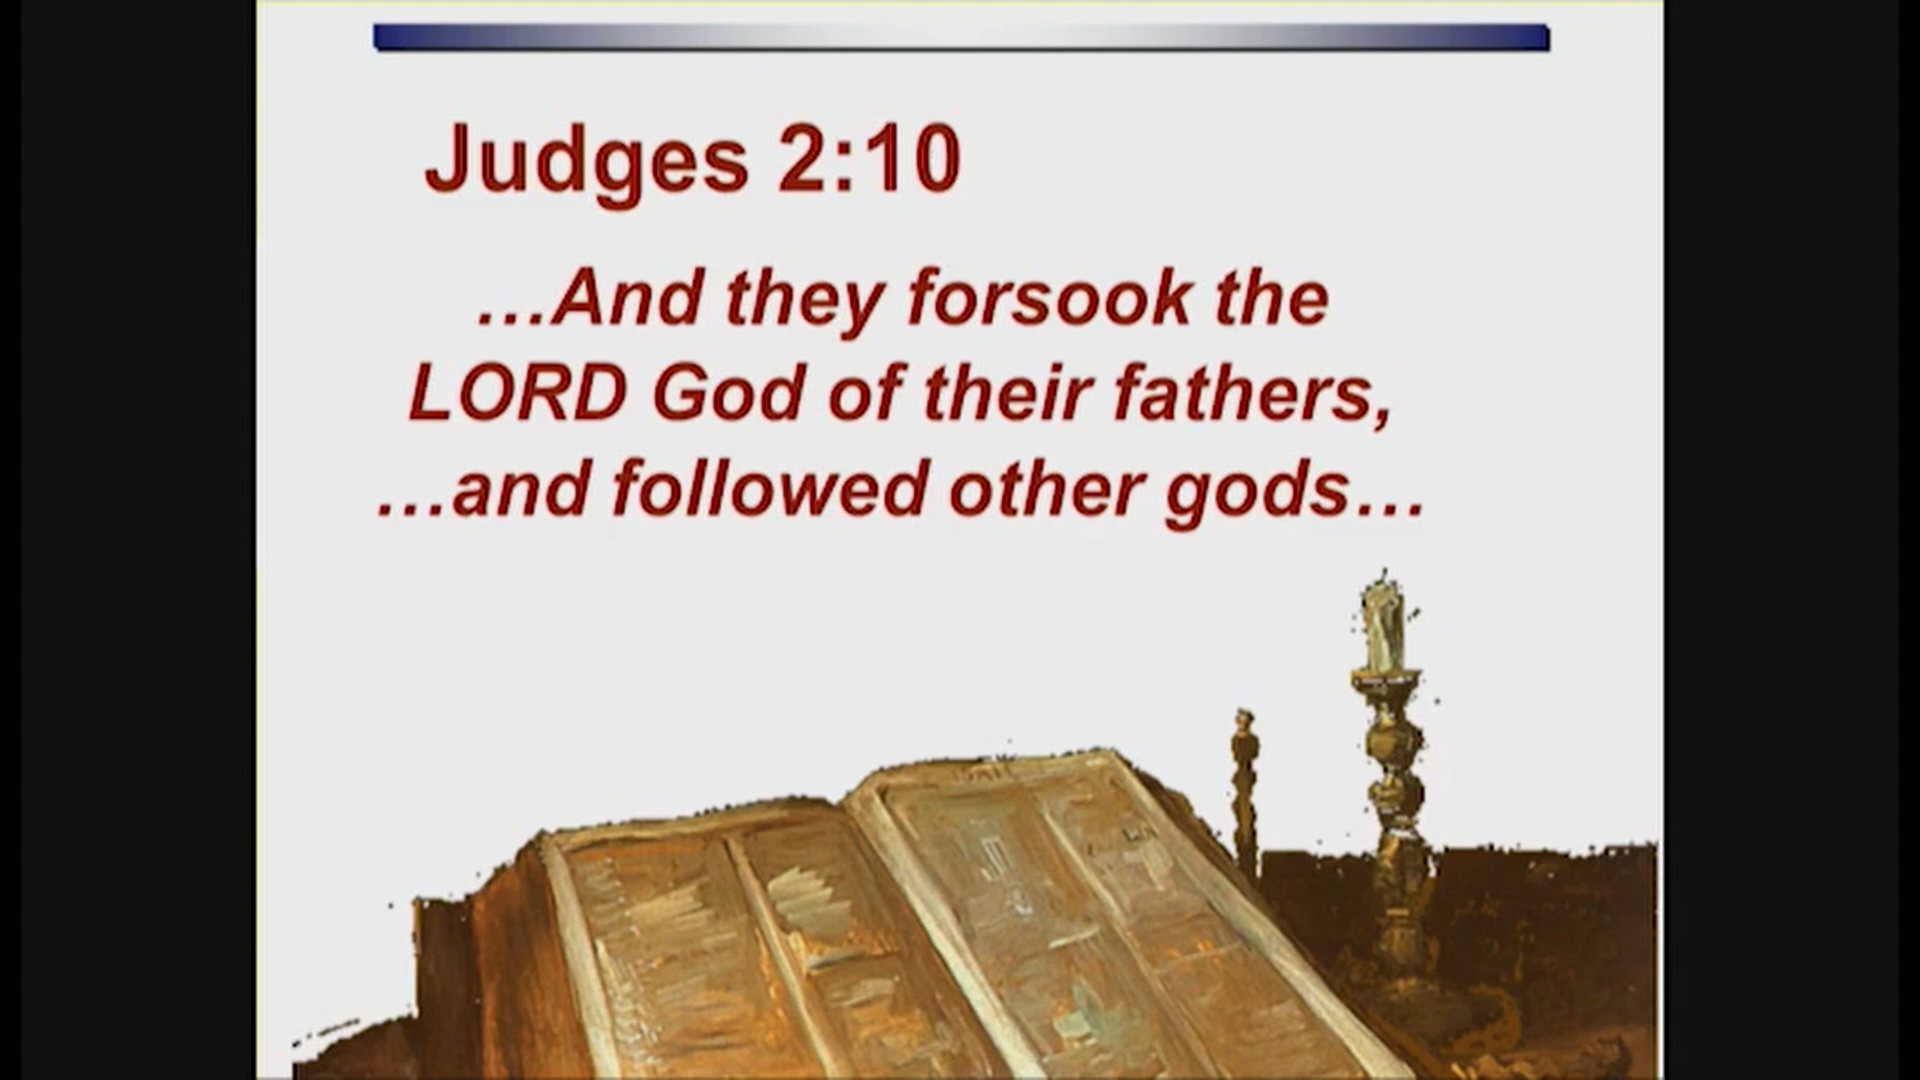 Judges 2:10
…And they forsook the
LORD God of their fathers,
…and followed other gods…